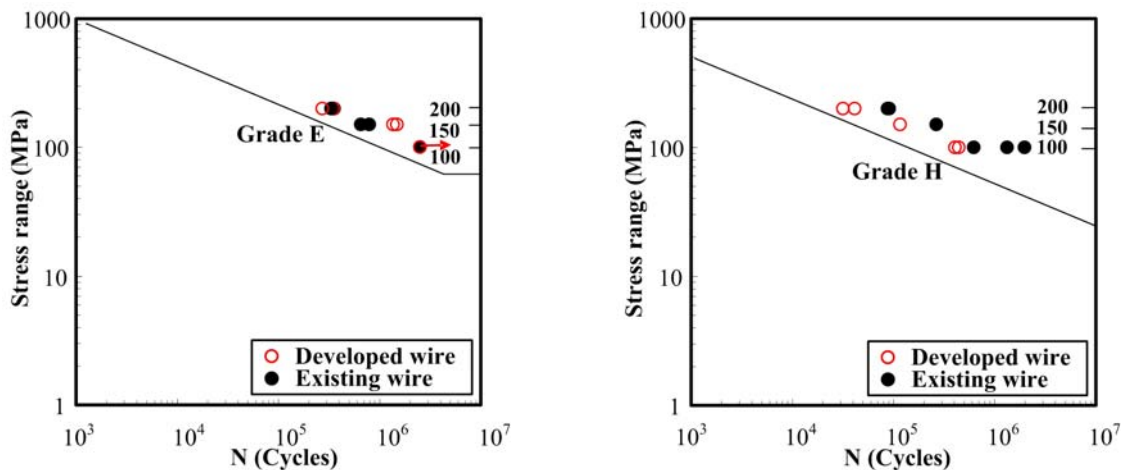 1000
100
10
1
Stress range (MPa)
Grade E
200
150
100
Developed wire
Existing wire
10³ 10⁴ 10⁵ 10⁶ 10⁷
N (Cycles)
1000
100
10
1
Stress range (MPa)
Grade H
200
150
100
Developed wire
Existing wire
10³ 10⁴ 10⁵ 10⁶ 10⁷
N (Cycles)